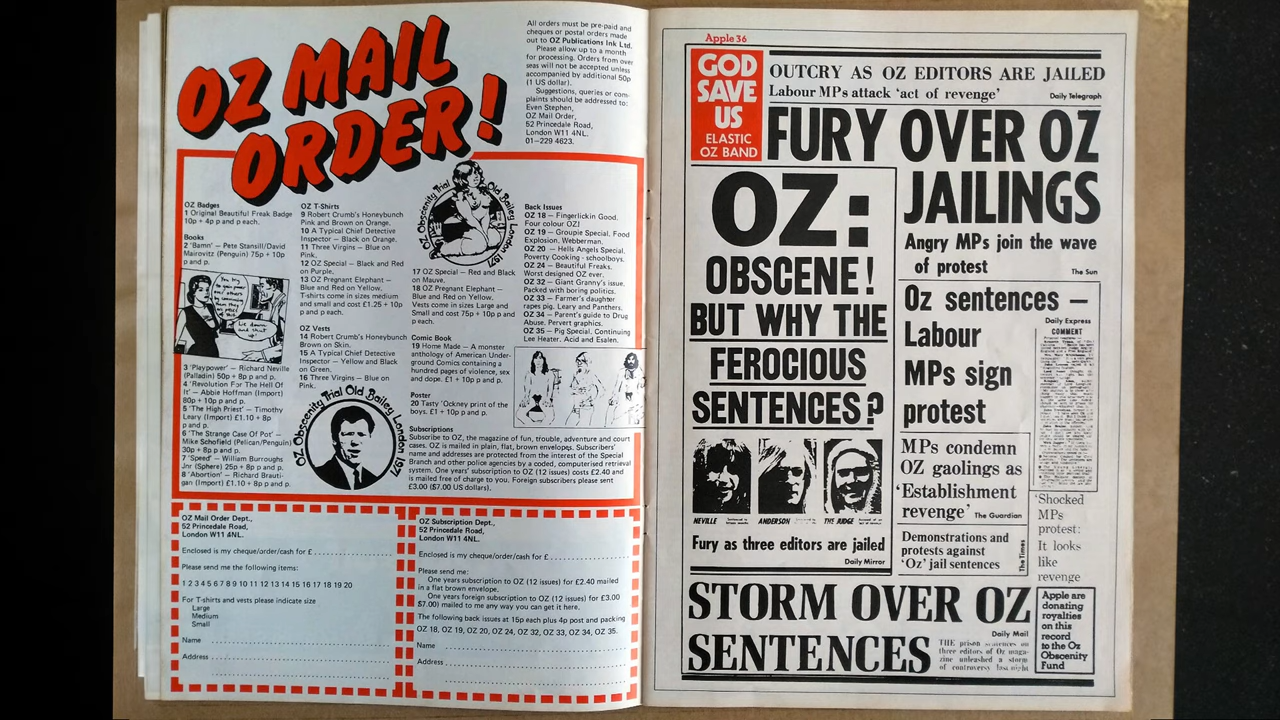 OZ MAIL
ORDER!
All orders must be pre-paid and
cheques or postal orders made
out to OZ Publications Ink Ltd.
Please allow up to a month
for processing. Orders from over
seas will not be accepted unless
accompanied by additional 50p
(1 US dollar).
Suggestions, queries or com-
plaints should be addressed to:
Even Stephen,
OZ Mail Order,
52 Princedale Road,
London W11 4NL.
01-229 4623.
OZ Badges
1 Original Beautiful Freak Badge
10p + 4p p and p each.
Books
2 'Bamn' — Pete Stansill/David
Mairovitz (Penguin) 75p + 10p
p and p.
Lie down
and shut
up
3 'Playpower' — Richard Neville
(Paladin) 50p + 8p p and p.
4 'Revolution For The Hell Of
It' — Abbie Hoffman (Import)
80p + 10p p and p.
5 'The High Priest' — Timothy
Leary (Import) £1.10 + 8p
p and p.
6 'The Strange Case Of Pot' —
Mike Schofield (Pelican/Penguin)
30p + 8p p and p.
7 'Speed' — William Burroughs
Jnr (Sphere) 25p + 8p p and p.
8 'Abortion' — Richard Brauti-
gan (Import) £1.10 + 8p p and p.
OZ T-Shirts
9 Robert Crumb's Honeybunch
Pink and Brown on Orange.
10 A Typical Chief Detective
Inspector — Black on Orange.
11 Three Virgins — Blue on
Pink.
12 OZ Special — Black and Red
on Purple.
13 OZ Pregnant Elephant —
Blue and Red on Yellow.
T-shirts come in sizes medium
and small and cost £1.25 + 10p
p and p each.
OZ Vests
14 Robert Crumb's Honeybunch
Brown on Skin.
15 A Typical Chief Detective
Inspector — Yellow and Black
on Green.
16 Three Virgins — Blue on
Pink.
OZ Obscenity Trial Old Bailey London 1971
OZ Obscenity Trial Old Bailey London 1971
17 OZ Special — Red and Black
on Mauve.
18 OZ Pregnant Elephant —
Blue and Red on Yellow.
Vests come in sizes Large and
Small and cost 75p + 10p p and
p each.
Comic Book
19 Home Made — A monster
anthology of American Under-
ground Comics containing a
hundred pages of violence, sex
and dope. £1 + 10p p and p.
Poster
20 Tasty 'Ockney print of the
boys. £1 + 10p p and p.
Back Issues
OZ 18 — Fingerlickin Good.
Four colour OZ!
OZ 19 — Groupie Special. Food
Explosion. Webberman.
OZ 20 — Hells Angels Special.
Poverty Cooking - schoolboys.
OZ 24 — Beautiful Freaks.
Worst designed OZ ever.
OZ 32 — Giant Granny's issue.
Packed with boring politics.
OZ 33 — Farmer's daughter
rapes pig. Leary and Panthers.
OZ 34 — Parent's guide to Drug
Abuse. Pervert graphics.
OZ 35 — Pig Special. Continuing
Lee Heater. Acid and Esalen.
Subscriptions
Subscribe to OZ, the magazine of fun, trouble, adventure and court
cases. OZ is mailed in plain, flat, brown envelopes. Subscribers'
name and addresses are protected from the interest of the Special
Branch and other police agencies by a coded, computerised retrieval
system. One years' subscription to OZ (12 issues) costs £2.40 and
is mailed free of charge to you. Foreign subscribers please sent
£3.00 ($7.00 US dollars).
OZ Mail Order Dept.,
52 Princedale Road,
London W11 4NL.
Enclosed is my cheque/order/cash for £
Please send me the following items:
1 2 3 4 5 6 7 8 9 10 11 12 13 14 15 16 17 18 19 20
For T-shirts and vests please indicate size
Large
Medium
Small
Name
Address
OZ Subscription Dept.,
52 Princedale Road,
London W11 4NL.
Enclosed is my cheque/order/cash for £
Please send me:
One years subscription to OZ (12 issues) for £2.40 mailed
in a flat brown envelope.
One years foreign subscription to OZ (12 issues) for £3.00
$7.00) mailed to me any way you can get it here.
The following back issues at 15p each plus 4p post and packing
OZ 18, OZ 19, OZ 20, OZ 24, OZ 32, OZ 33, OZ 34, OZ 35.
Name
Address
Apple 36
GOD
SAVE
US
ELASTIC
OZ BAND
OUTCRY AS OZ EDITORS ARE JAILED
Labour MPs attack 'act of revenge'
Daily Telegraph
FURY OVER OZ
JAILINGS
Angry MPs join the wave
of protest
The Sun
OZ:
OBSCENE!
BUT WHY THE
FEROCIOUS
SENTENCES?
NEVILLE
ANDERSON
THE JUDGE
Fury as three editors are jailed
Daily Mirror
Oz sentences —
Labour
MPs sign
protest
Daily Express
COMMENT
MPs condemn
OZ gaolings as
'Establishment
revenge'
The Guardian
Demonstrations and
protests against
'Oz' jail sentences
The Times
'Shocked
MPs
protest:
It looks
like
revenge
STORM OVER OZ
SENTENCES
Daily Mail
THE prison sentences on
three editors of Oz maga-
zine unleashed a storm
of controversy last night
Apple are
donating
royalties
on this
record
to the Oz
Obscenity
Fund